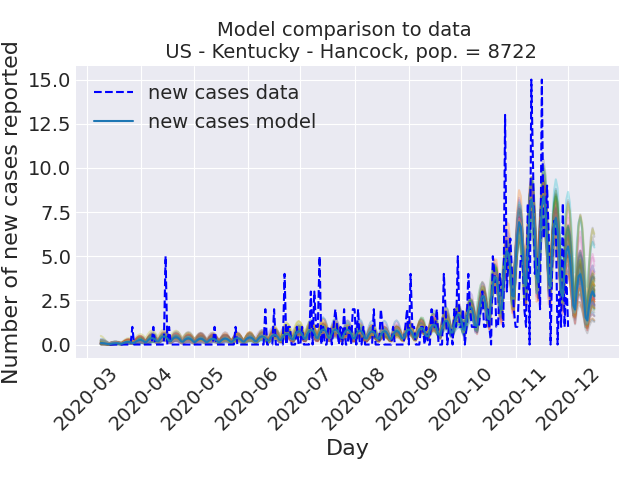 Model comparison to data
US - Kentucky - Hancock, pop. = 8722
Number of new cases reported
15.0
12.5
10.0
7.5
5.0
2.5
0.0
new cases data
new cases model
2020-03
2020-04
2020-05
2020-06
2020-07
2020-08
2020-09
2020-10
2020-11
2020-12
Day